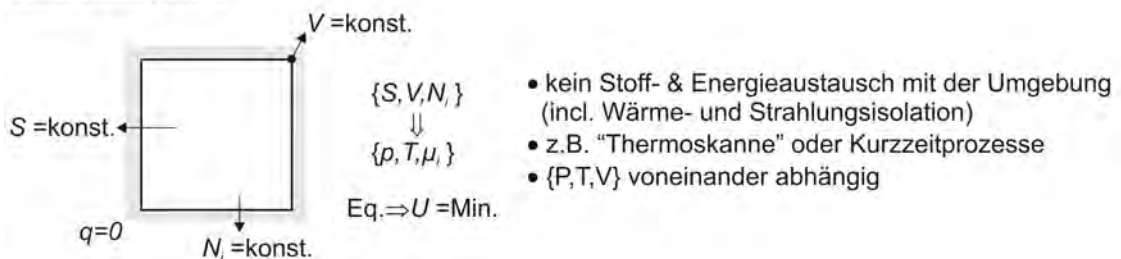 V =konst.
S =konst.
q=0
N_i =konst.
{S,V,N_i }
⇓
{p,T,μ_i }
Eq.⇒U =Min.
• kein Stoff- & Energieaustausch mit der Umgebung
(incl. Wärme- und Strahlungsisolation)
• z.B. "Thermoskanne" oder Kurzzeitprozesse
• {P,T,V} voneinander abhängig